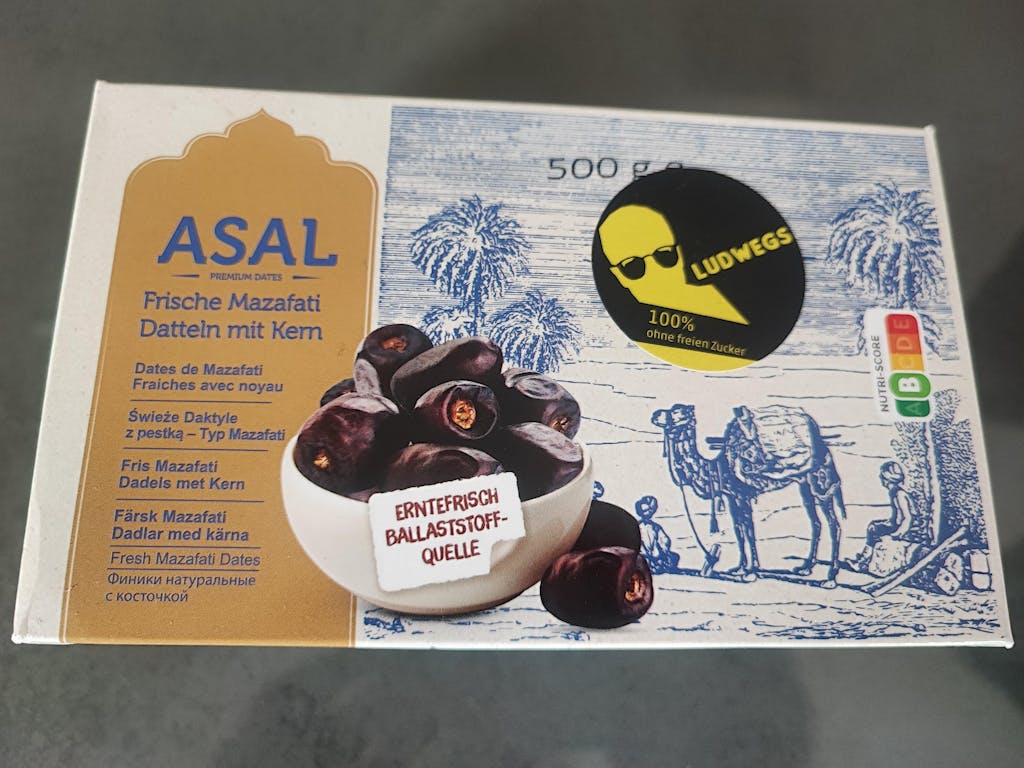 ASAL
PREMIUM DATES
Frische Mazafati
Datteln mit Kern
Dates de Mazafati
Fraiches avec noyau
Świeże Daktyle
z pestką – Typ Mazafati
Fris Mazafati
Dadels met Kern
Färsk Mazafati
Dadlar med kärna
Fresh Mazafati Dates
Финики натуральные
с косточкой
500 g e
LUDWEGS
100%
ohne freien Zucker
NUTRI-SCORE
A B C D E
ERNTEFRISCH
BALLASTSTOFF-
QUELLE